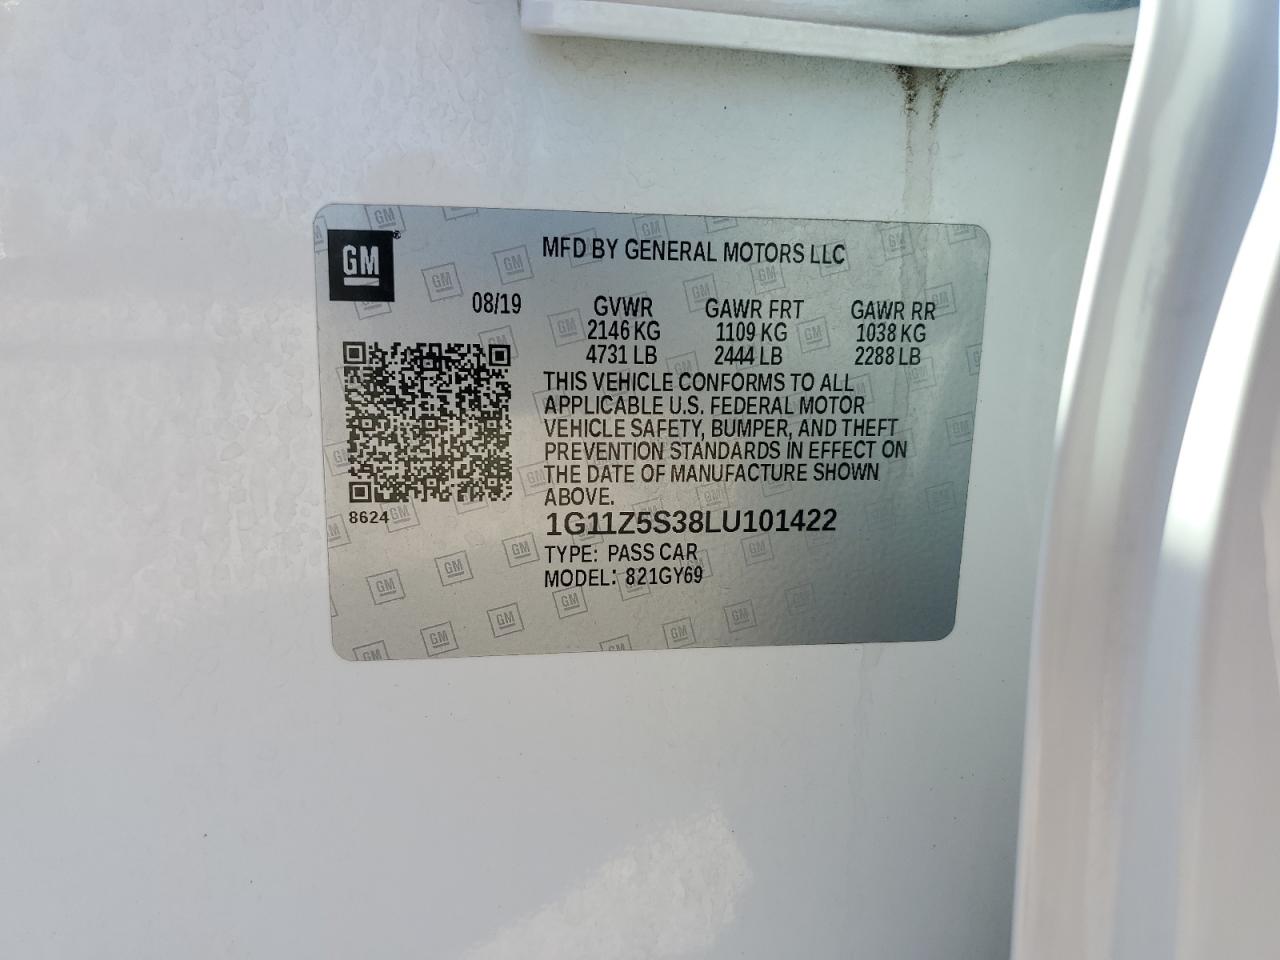 GM®
MFD BY GENERAL MOTORS LLC
08/19 GVWR GAWR FRT GAWR RR
2146 KG 1109 KG 1038 KG
4731 LB 2444 LB 2288 LB
THIS VEHICLE CONFORMS TO ALL
APPLICABLE U.S. FEDERAL MOTOR
VEHICLE SAFETY, BUMPER, AND THEFT
PREVENTION STANDARDS IN EFFECT ON
THE DATE OF MANUFACTURE SHOWN
ABOVE.
8624
1G11Z5S38LU101422
TYPE: PASS CAR
MODEL: 821GY69